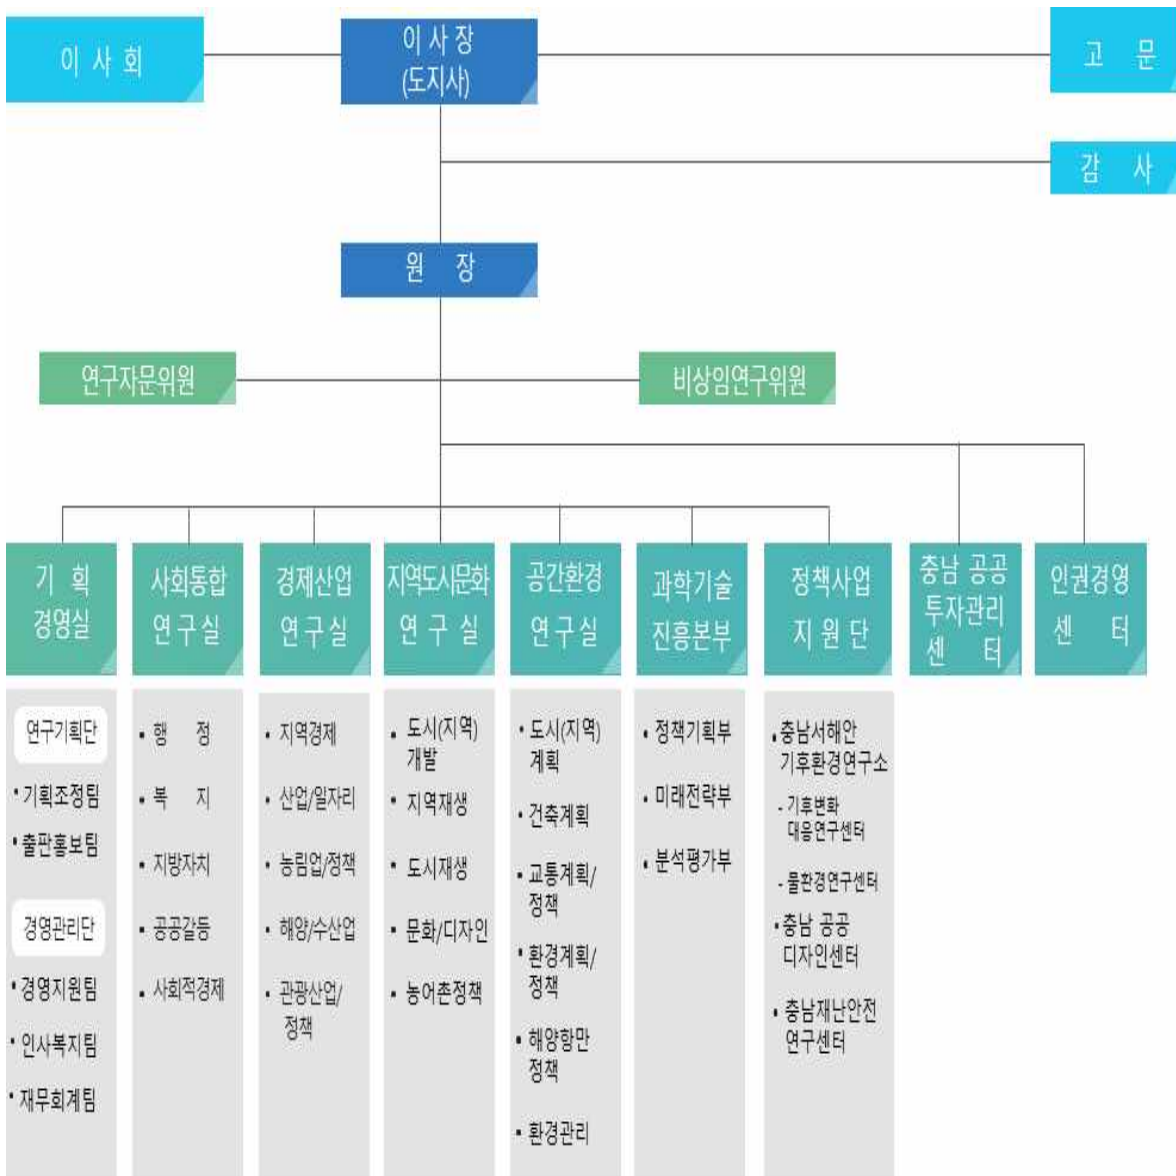 이 사 회
이 사 장
(도지사)
고 문
감 사
원 장
연구자문위원
비상임연구위원
기 획
경영실
사회통합
연 구 실
경제산업
연 구 실
지역도시문화
연 구 실
공간환경
연 구 실
과학기술
진흥본부
정책사업
지 원 단
충남 공공
투자관리
센 터
인권경영
센 터
연구기획단
• 기획조정팀
• 출판홍보팀
경영관리단
• 경영지원팀
• 인사복지팀
• 재무회계팀
• 행 정
• 복 지
• 지방자치
• 공공갈등
• 사회적경제
• 지역경제
• 산업/일자리
• 농림업/정책
• 해양/수산업
• 관광산업/
정책
• 도시(지역)
개발
• 지역재생
• 도시재생
• 문화/디자인
• 농어촌정책
• 도시(지역)
계획
• 건축계획
• 교통계획/
정책
• 환경계획/
정책
• 해양항만
정책
• 환경관리
• 정책기획부
• 미래전략부
• 분석평가부
• 충남서해안
기후환경연구소
- 기후변화
대응연구센터
- 물환경연구센터
• 충남 공공
디자인센터
• 충남재난안전
연구센터